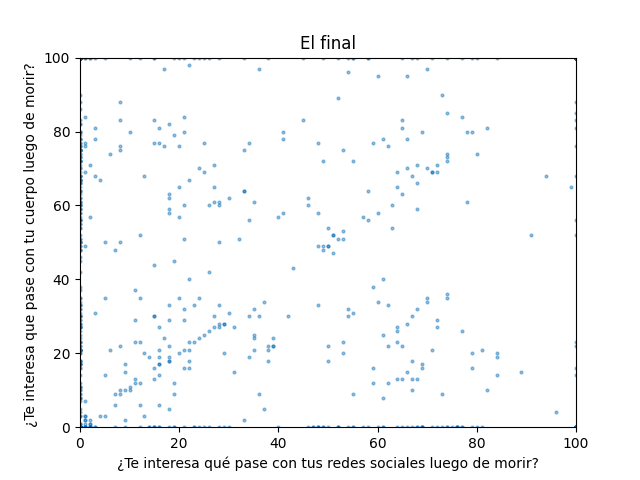 El final
¿Te interesa que pase con tu cuerpo luego de morir?
100
80
60
40
20
0
0 20 40 60 80 100
¿Te interesa qué pase con tus redes sociales luego de morir?